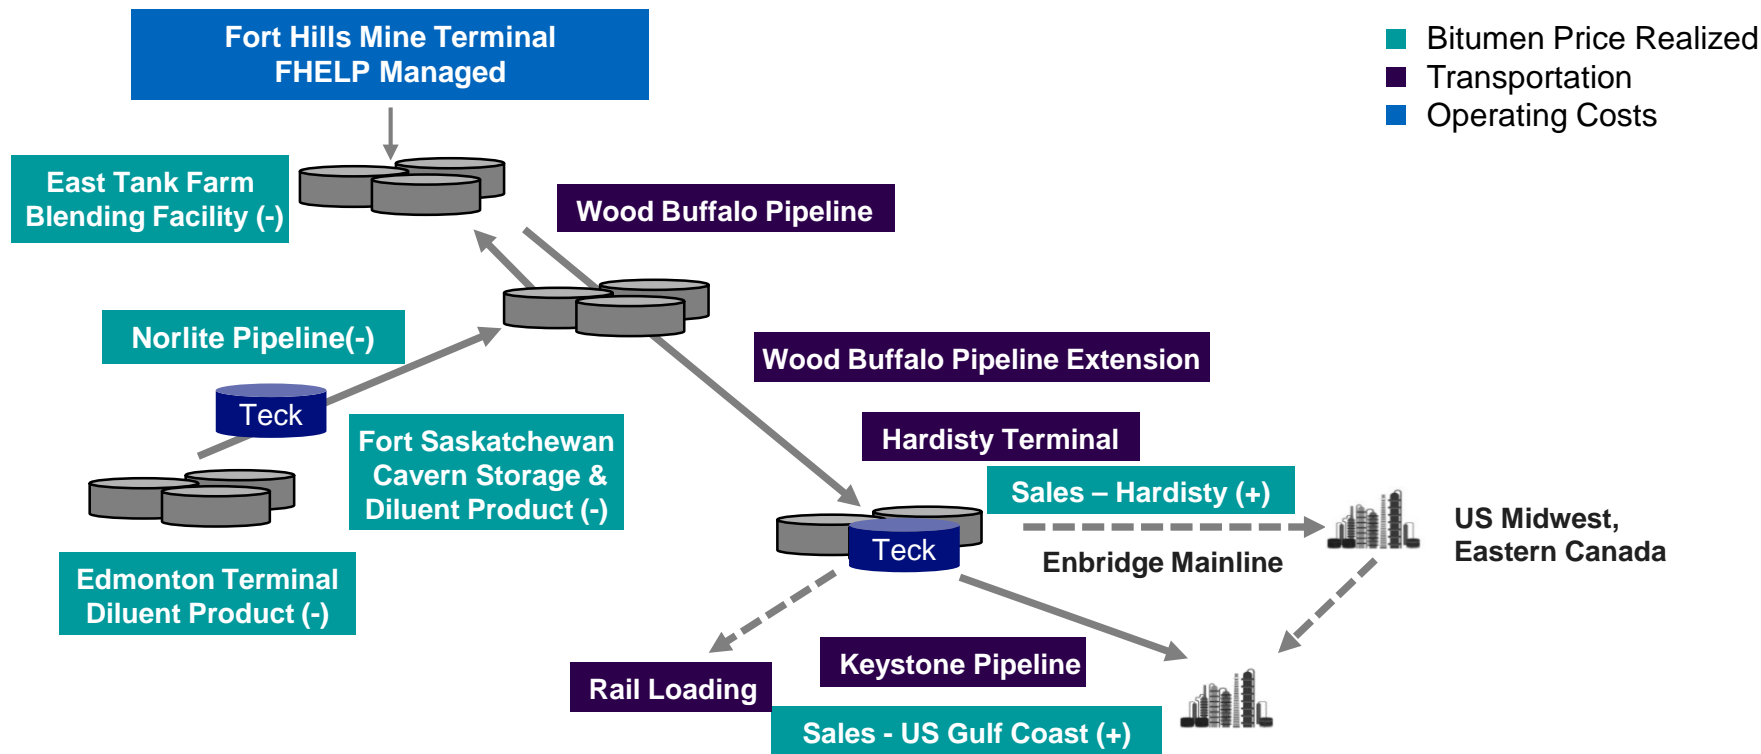 Fort Hills Mine Terminal
FHELP Managed
Bitumen Price Realized
Transportation
Operating Costs
East Tank Farm
Blending Facility (-)
Wood Buffalo Pipeline
Norlite Pipeline(-)
Wood Buffalo Pipeline Extension
Teck
Fort Saskatchewan
Cavern Storage &
Diluent Product (-)
Hardisty Terminal
Sales – Hardisty (+)
Teck
Enbridge Mainline
US Midwest,
Eastern Canada
Edmonton Terminal
Diluent Product (-)
Keystone Pipeline
Rail Loading
Sales - US Gulf Coast (+)